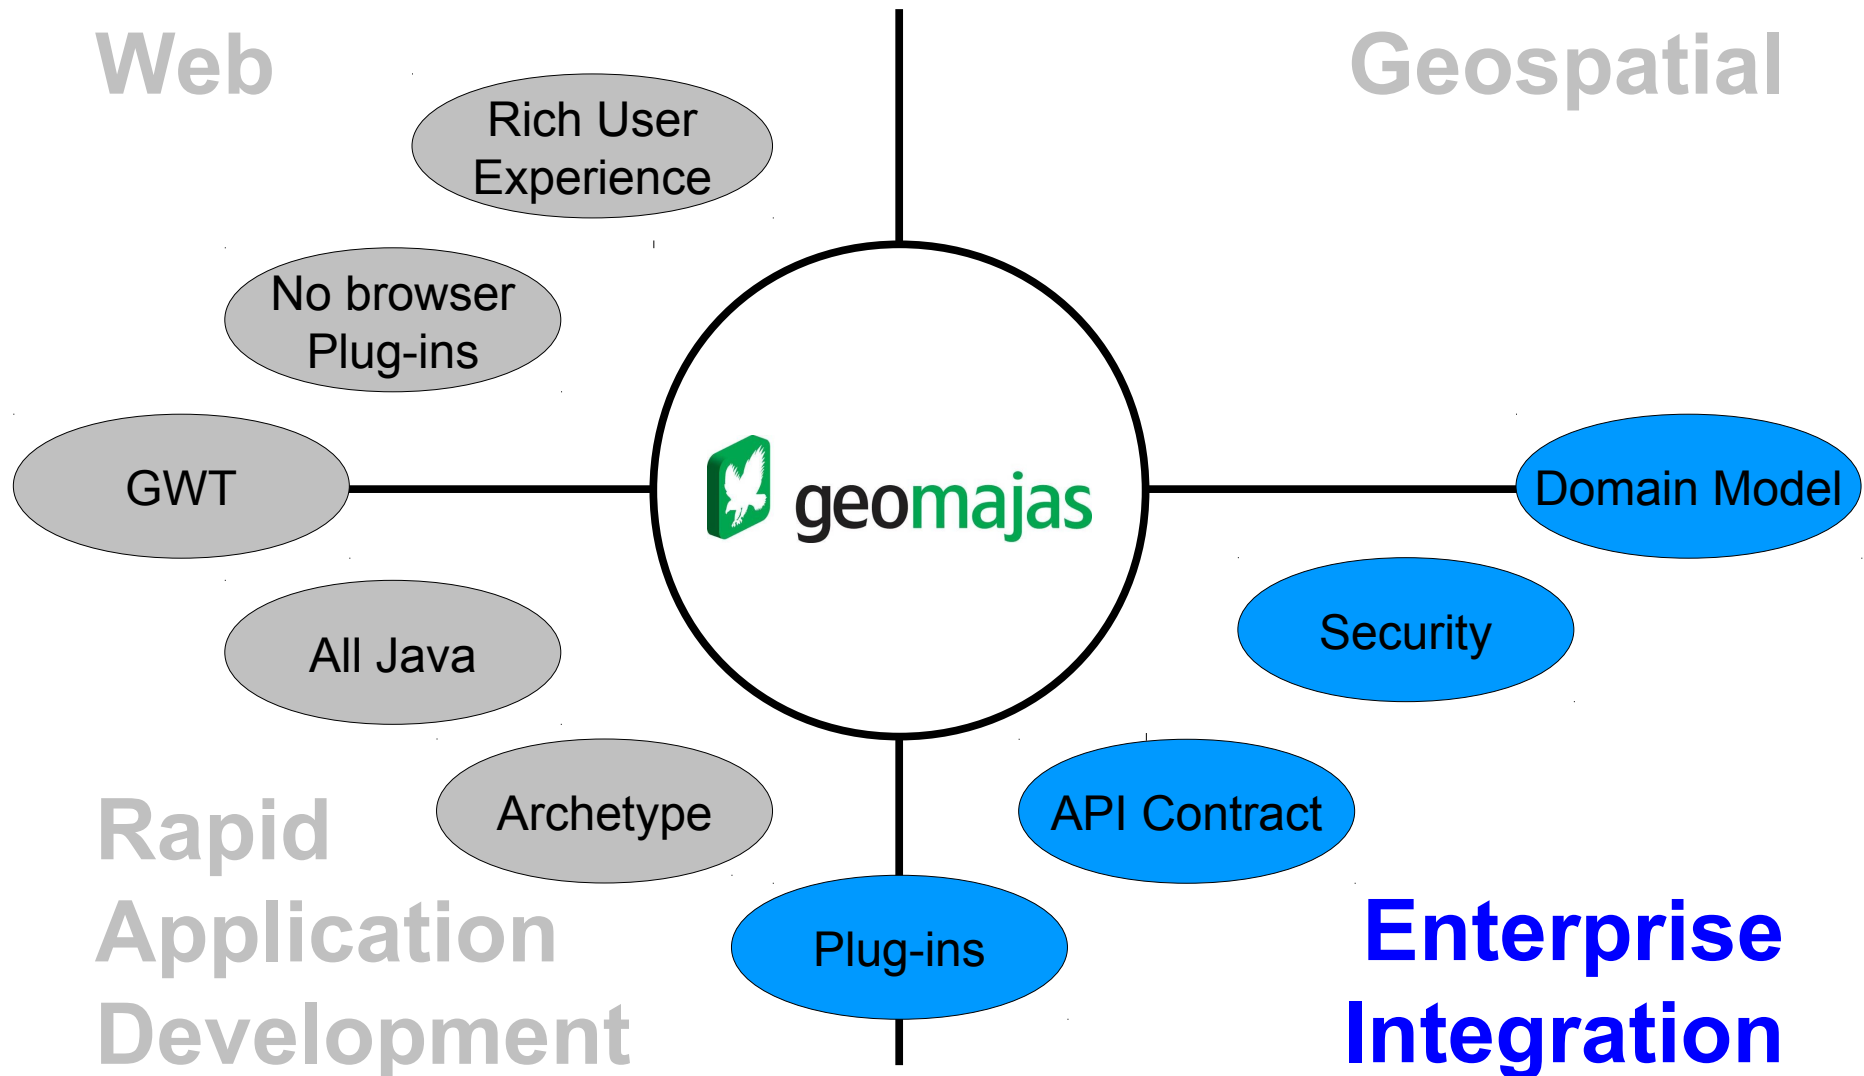 Web
Geospatial
Rich User
Experience
No browser
Plug-ins
GWT
geomajas
Domain Model
All Java
Security
Archetype
API Contract
Plug-ins
Rapid
Application
Development
Enterprise
Integration